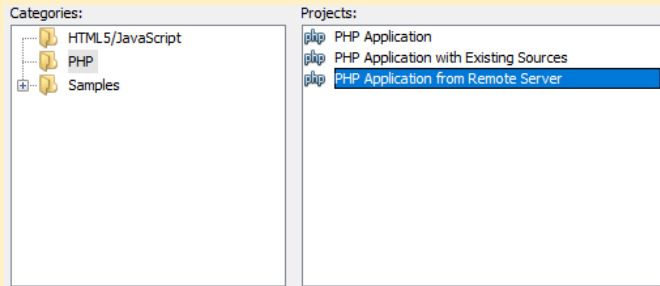 Categories:
HTML5/JavaScript
PHP
Samples
Projects:
php PHP Application
php PHP Application with Existing Sources
php PHP Application from Remote Server